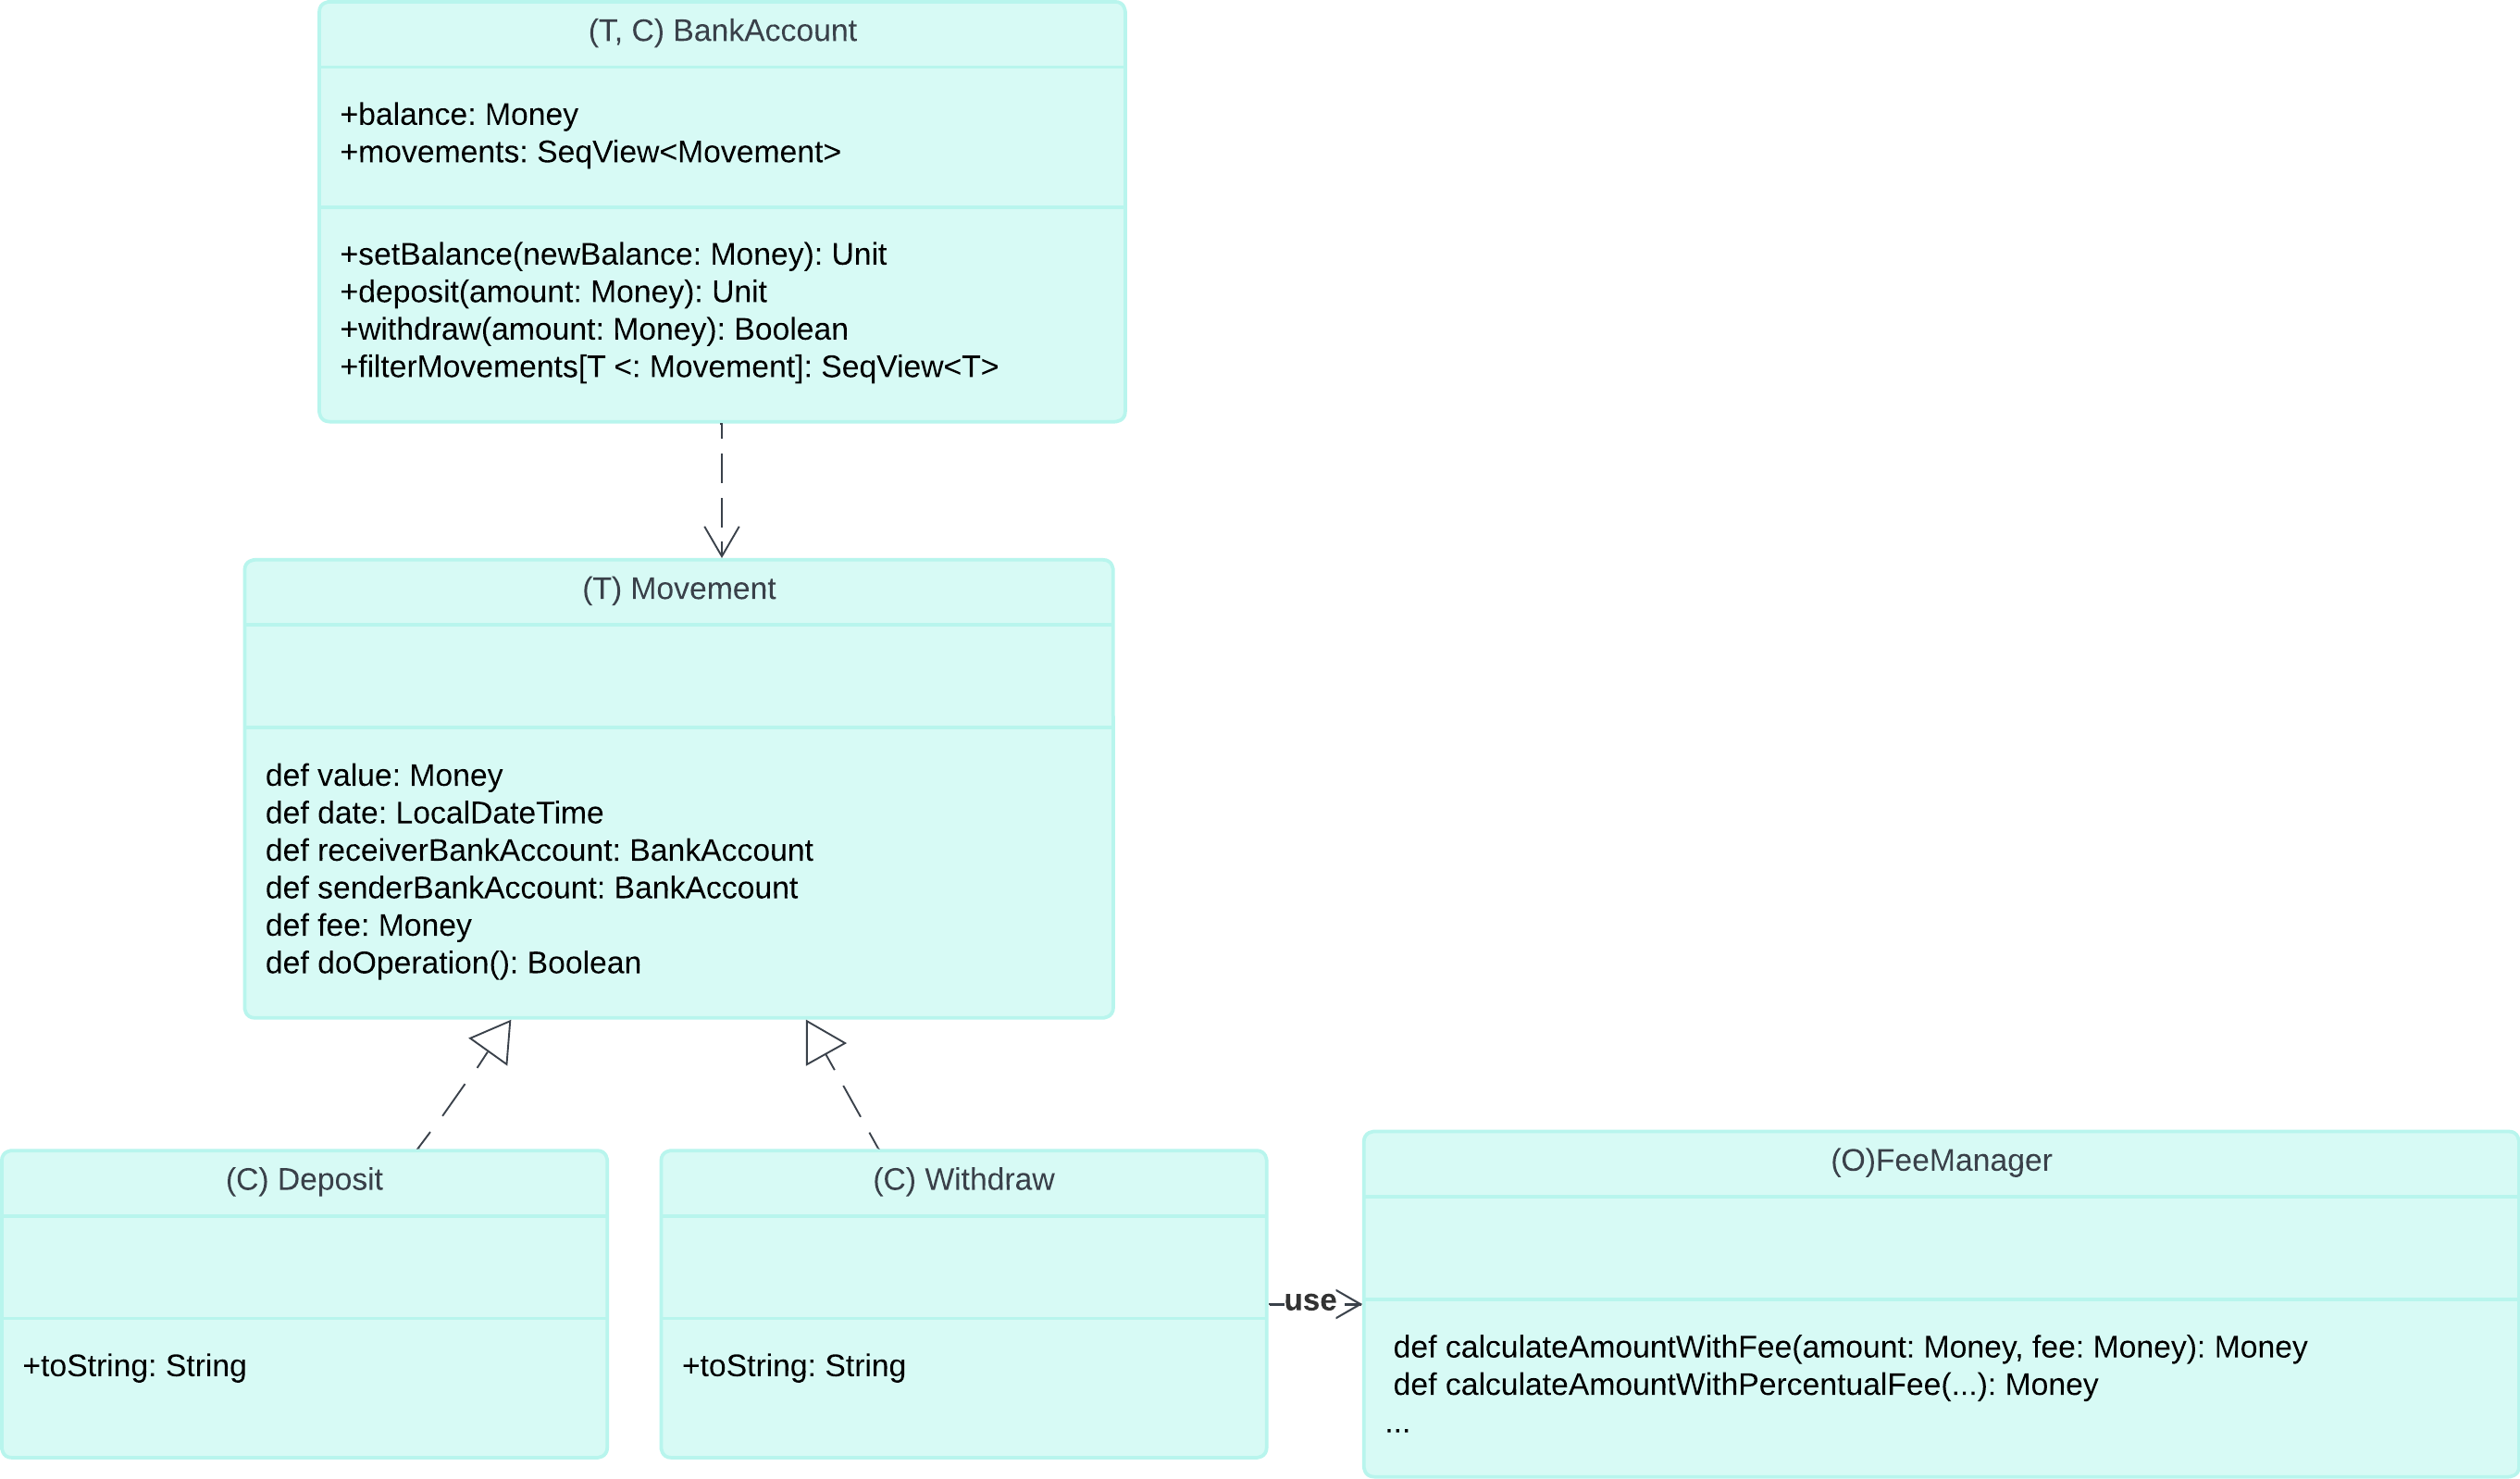 (T, C) BankAccount
+balance: Money
+movements: SeqView<Movement>
+setBalance(newBalance: Money): Unit
+deposit(amount: Money): Unit
+withdraw(amount: Money): Boolean
+filterMovements[T <: Movement]: SeqView<T>
(T) Movement
def value: Money
def date: LocalDateTime
def receiverBankAccount: BankAccount
def senderBankAccount: BankAccount
def fee: Money
def doOperation(): Boolean
(C) Deposit
+toString: String
(C) Withdraw
+toString: String
use
(O)FeeManager
def calculateAmountWithFee(amount: Money, fee: Money): Money
def calculateAmountWithPercentualFee(...): Money
...